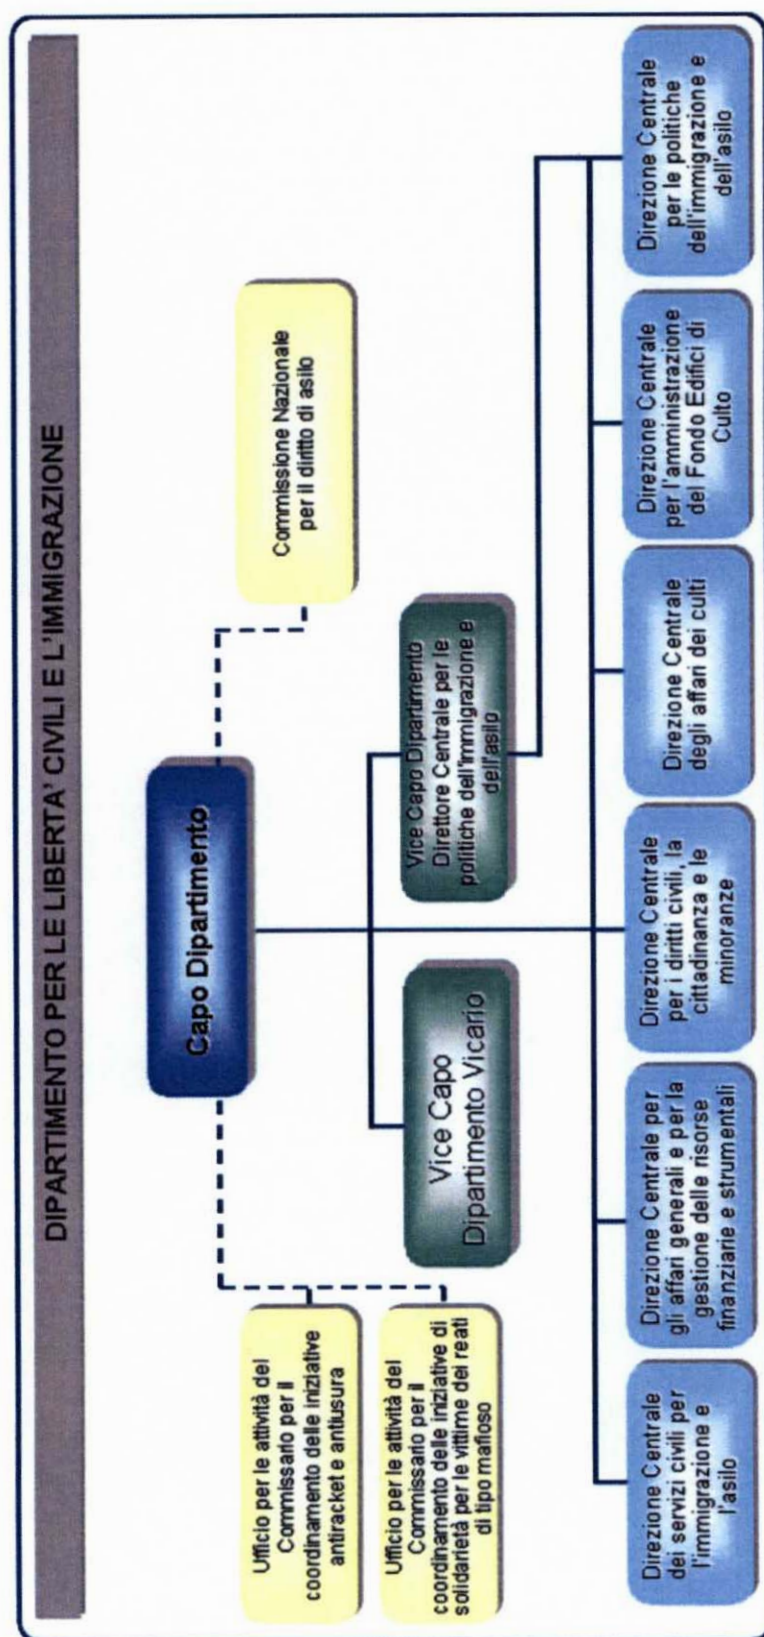 DIPARTIMENTO PER LE LIBERTA' CIVILI E L'IMMIGRAZIONE
Capo Dipartimento
Commissione Nazionale
per il diritto di asilo
Ufficio per le attività del
Commissario per il
coordinamento delle iniziative
antiracket e antiusura
Ufficio per le attività del
Commissario per il
coordinamento delle iniziative di
solidarietà per le vittime dei reati
di tipo mafioso
Vice Capo
Dipartimento Vicario
Vice Capo Dipartimento
Direttore Centrale per le
politiche dell'immigrazione e
dell'asilo
Direzione Centrale
dei servizi civili per
l'immigrazione e
l'asilo
Direzione Centrale per
gli affari generali e per la
gestione delle risorse
finanziarie e strumentali
Direzione Centrale
per i diritti civili, la
cittadinanza e le
minoranze
Direzione Centrale
degli affari dei culti
Direzione Centrale
per l'amministrazione
del Fondo Edifici di
Culto
Direzione Centrale
per le politiche
dell'immigrazione e
dell'asilo